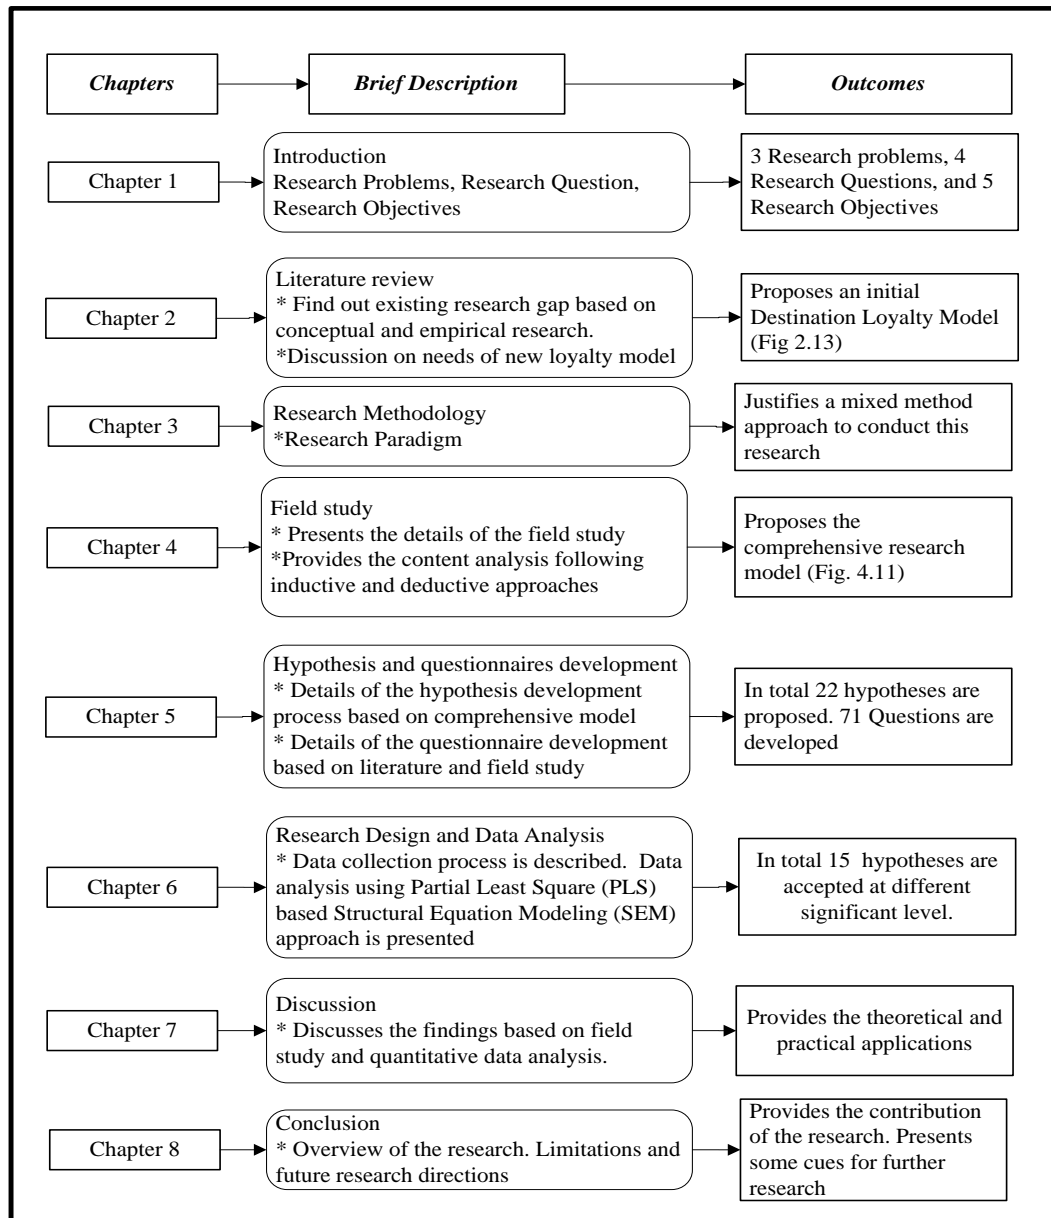 Chapters
Brief Description
Outcomes
Chapter 1
Introduction
Research Problems, Research Question,
Research Objectives
3 Research problems, 4
Research Questions, and 5
Research Objectives
Chapter 2
Literature review
* Find out existing research gap based on
conceptual and empirical research.
*Discussion on needs of new loyalty model
Proposes an initial
Destination Loyalty Model
(Fig 2.13)
Chapter 3
Research Methodology
*Research Paradigm
Justifies a mixed method
approach to conduct this
research
Chapter 4
Field study
* Presents the details of the field study
*Provides the content analysis following
inductive and deductive approaches
Proposes the
comprehensive research
model (Fig. 4.11)
Chapter 5
Hypothesis and questionnaires development
* Details of the hypothesis development
process based on comprehensive model
* Details of the questionnaire development
based on literature and field study
In total 22 hypotheses are
proposed. 71 Questions are
developed
Chapter 6
Research Design and Data Analysis
* Data collection process is described. Data
analysis using Partial Least Square (PLS)
based Structural Equation Modeling (SEM)
approach is presented
In total 15 hypotheses are
accepted at different
significant level.
Chapter 7
Discussion
* Discusses the findings based on field
study and quantitative data analysis.
Provides the theoretical and
practical applications
Chapter 8
Conclusion
* Overview of the research. Limitations and
future research directions
Provides the contribution
of the research. Presents
some cues for further
research